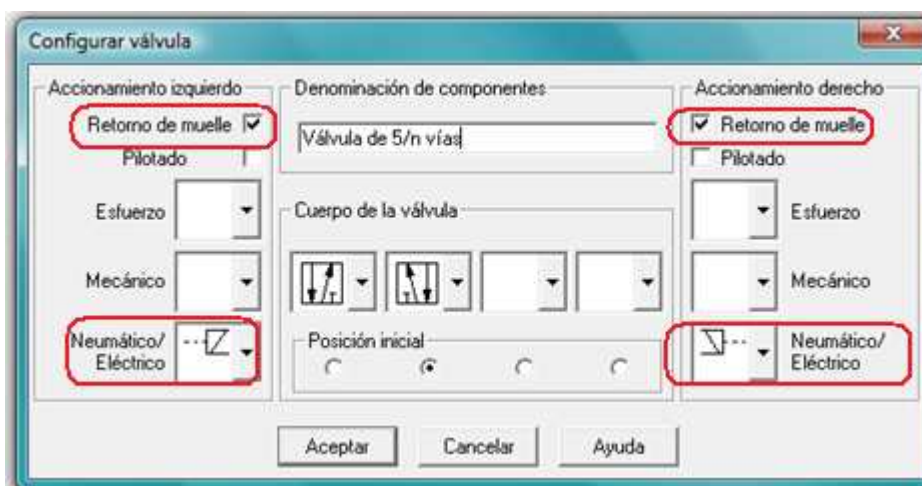 Configurar válvula
Accionamiento izquierdo
Retorno de muelle
Pilotado
Esfuerzo
Mecánico
Neumático/
Eléctrico
Denominación de componentes
Válvula de 5/n vías
Cuerpo de la válvula
Posición inicial
Accionamiento derecho
Retorno de muelle
Pilotado
Esfuerzo
Mecánico
Neumático/
Eléctrico
Aceptar
Cancelar
Ayuda